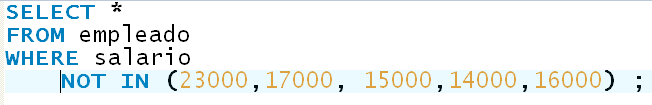 SELECT *
FROM empleado
WHERE salario
NOT IN (23000,17000, 15000,14000,16000) ;